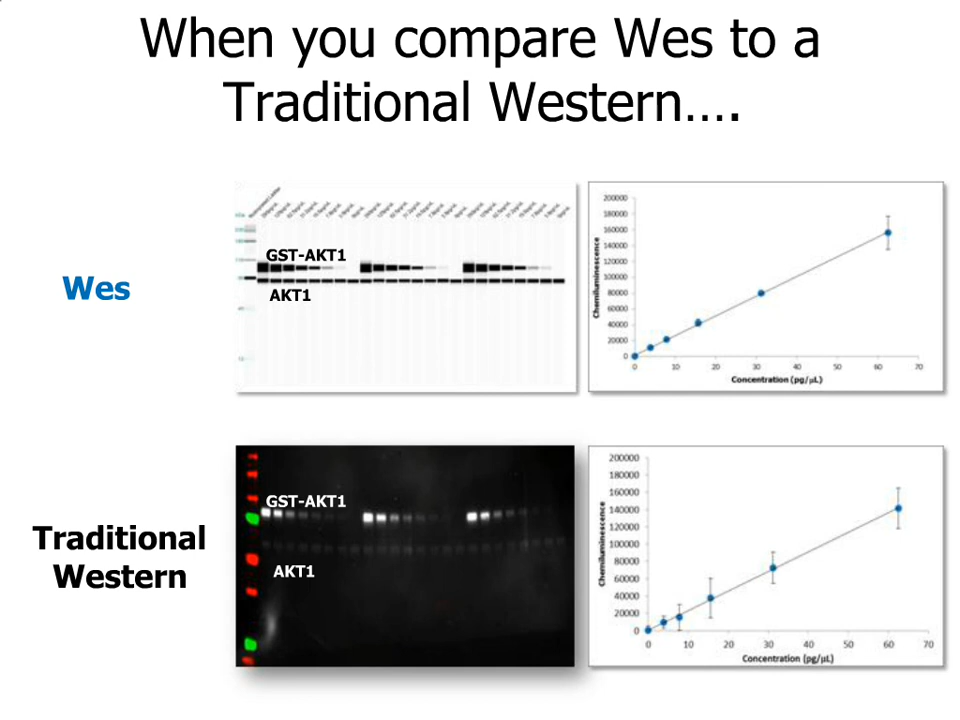 When you compare Wes to a
Traditional Western….
Wes
GST-AKT1
AKT1
Chemiluminescence
200000
180000
160000
140000
120000
100000
80000
60000
40000
20000
0
0 10 20 30 40 50 60 70
Concentration (pg/µL)
Traditional
Western
GST-AKT1
AKT1
Chemiluminescence
200000
180000
160000
140000
120000
100000
80000
60000
40000
20000
0
0 10 20 30 40 50 60 70
Concentration (pg/µL)